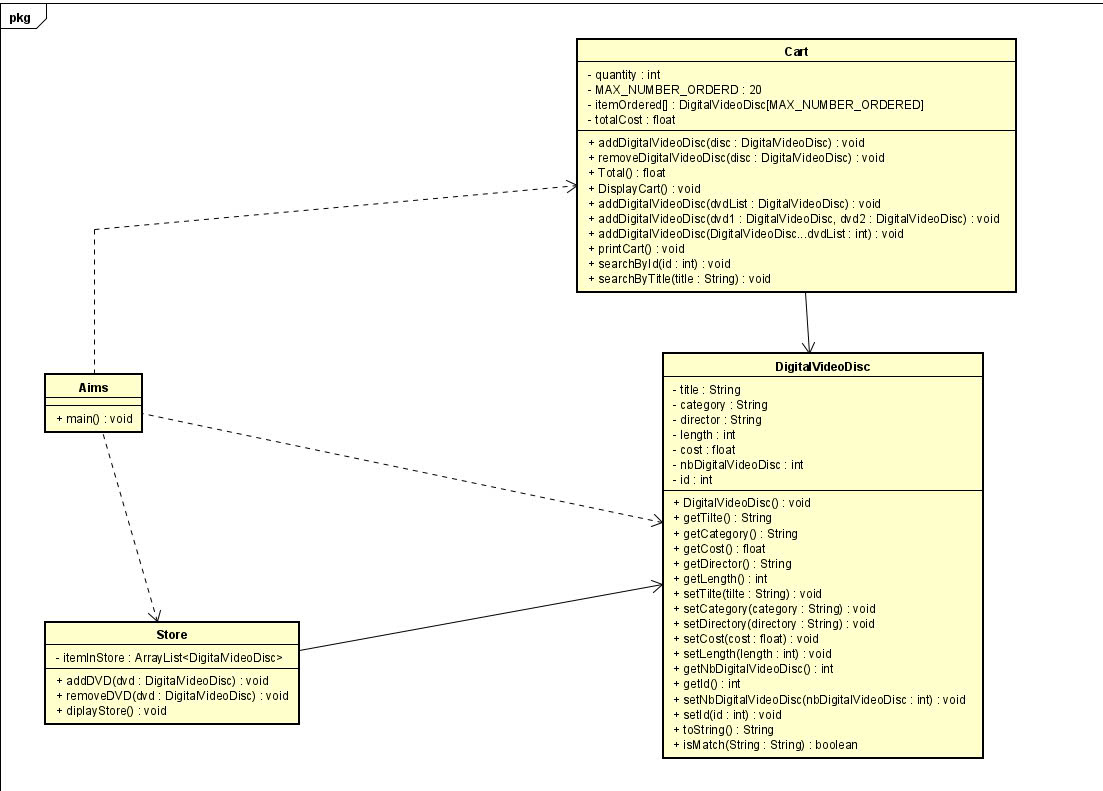 pkg
Cart
- quantity : int
- MAX_NUMBER_ORDERD : 20
- itemOrdered[] : DigitalVideoDisc[MAX_NUMBER_ORDERED]
- totalCost : float
+ addDigitalVideoDisc(disc : DigitaVideoDisc) : void
+ removeDigitalVideoDisc(disc : DigitaVideoDisc) : void
+ Total() : float
+ DisplayCart() : void
+ addDigitalVideoDisc(dvdList : DigitalVideoDisc) : void
+ addDigitalVideoDisc(dvd1 : DigitalVideoDisc, dvd2 : DigitalVideoDisc) : void
+ addDigitalVideoDisc(DigitalVideoDisc...dvdList : int) : void
+ printCart() : void
+ searchById(id : int) : void
+ searchByTitle(title : String) : void
Aims
+ main() : void
DigitalVideoDisc
- title : String
- category : String
- director : String
- length : int
- cost : float
- nbDigitalVideoDisc : int
- id : int
+ DigitalVideoDisc() : void
+ getTilte() : String
+ getCategory() : String
+ getCost() : float
+ getDirector() : String
+ getLength() : int
+ setTilte(tilte : String) : void
+ setCategory(category : String) : void
+ setDirectory(directory : String) : void
+ setCost(cost : float) : void
+ setLength(length : int) : void
+ getNbDigitalVideoDisc() : int
+ getId() : int
+ setNbDigitalVideoDisc(nbDigitalVideoDisc : int) : void
+ setId(id : int) : void
+ toString() : String
+ isMatch(String : String) : boolean
Store
- itemInStore : ArrayList<DigitalVideoDisc>
+ addDVD(dvd : DigitalVideoDisc) : void
+ removeDVD(dvd : DigitalVideoDisc) : void
+ diplayStore() : void